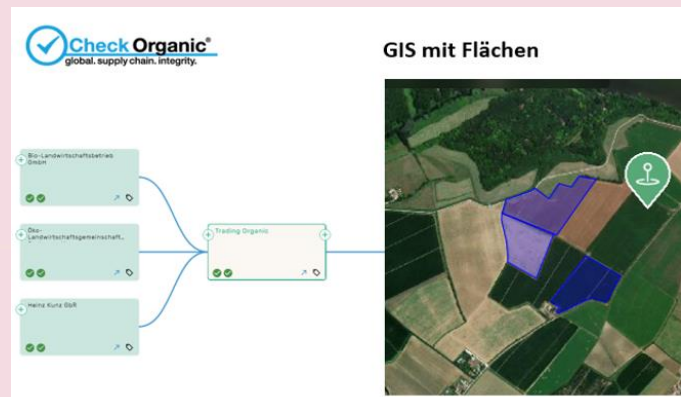 Check Organic®
global. supply chain. integrity.
GIS mit Flächen
Bio-Landwirtschaftsbetrieb
GmbH
Öko-
Landwirtschaftsgemeinschaft...
Trading Organic
Heinz Kunz GbR